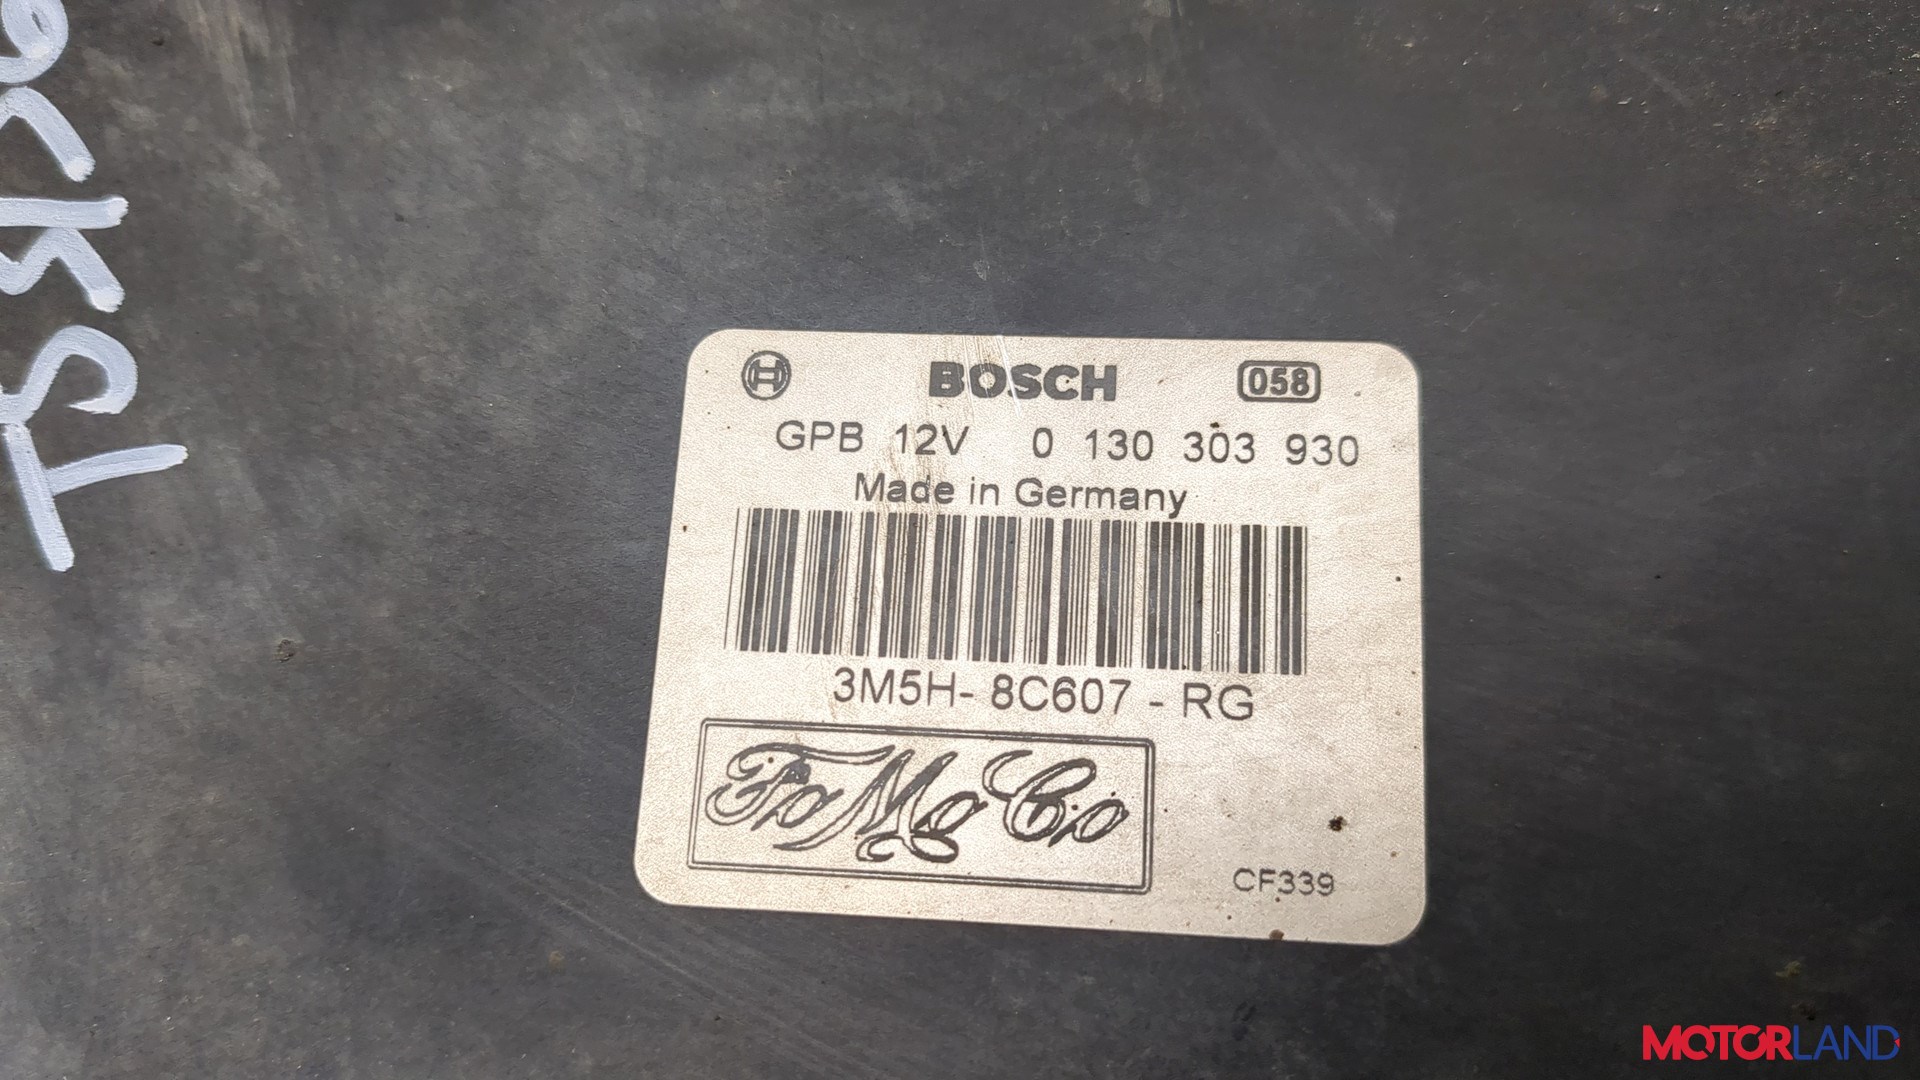 BOSCH 058
GPB 12V 0 130 303 930
Made in Germany
3M5H- 8C607 - RG
FoMoCo
CF339
MOTORLAND